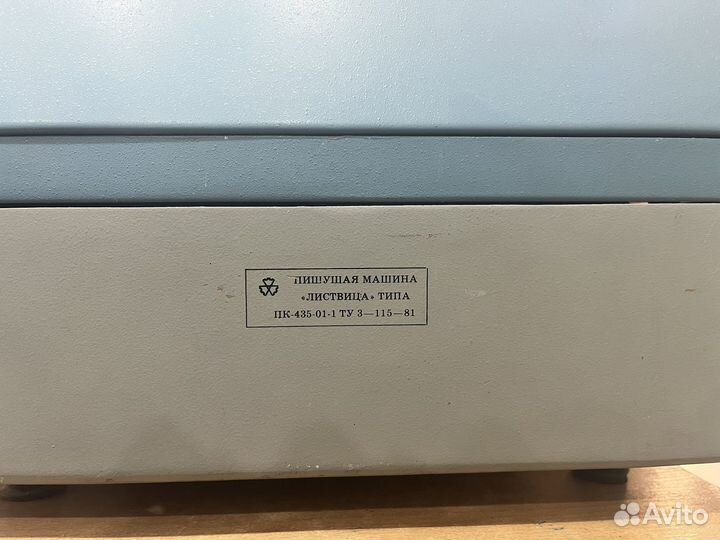 ПИШУЩАЯ МАШИНА
«ЛИСТВИЦА» ТИПА
ПК-435-01-1 ТУ 3—115—81
Avito